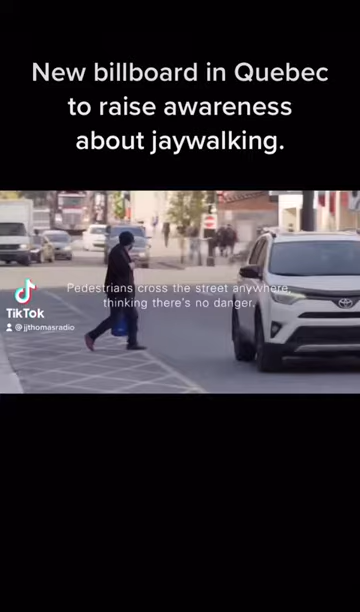 New billboard in Quebec
to raise awareness
about jaywalking.
Pedestrians cross the street anywhere,
thinking there's no danger.
TikTok
@jjthomasradio